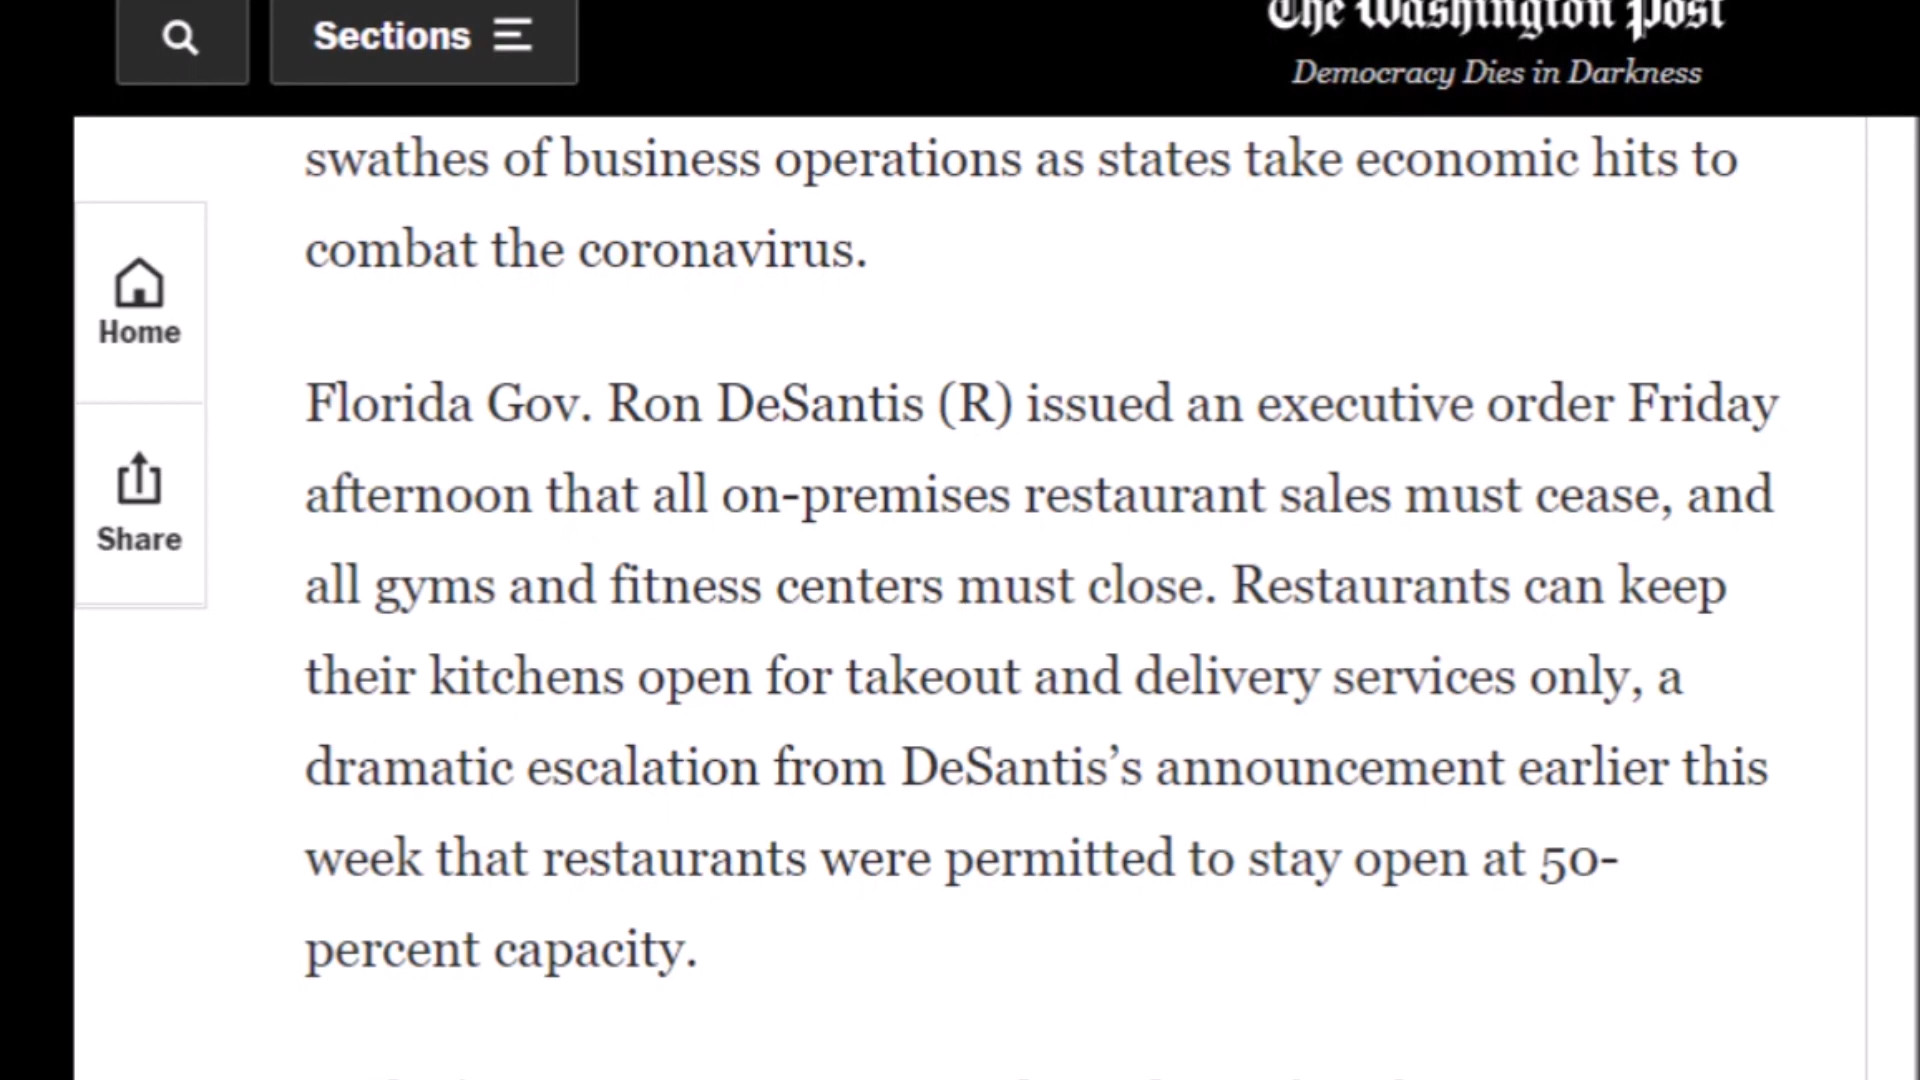 Sections
The Washington Post
Democracy Dies in Darkness
swathes of business operations as states take economic hits to
combat the coronavirus.
Home
Share
Florida Gov. Ron DeSantis (R) issued an executive order Friday
afternoon that all on-premises restaurant sales must cease, and
all gyms and fitness centers must close. Restaurants can keep
their kitchens open for takeout and delivery services only, a
dramatic escalation from DeSantis’s announcement earlier this
week that restaurants were permitted to stay open at 50-
percent capacity.